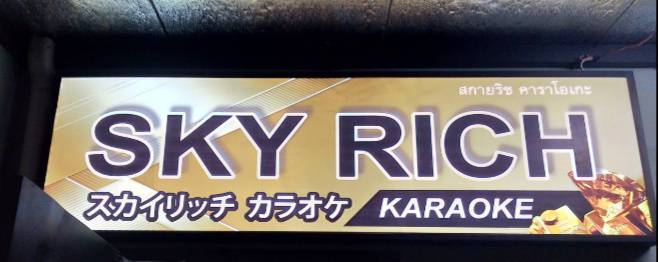 สกายริช คาราโอเกะ
SKY RICH
スカイリッチ カラオケ KARAOKE